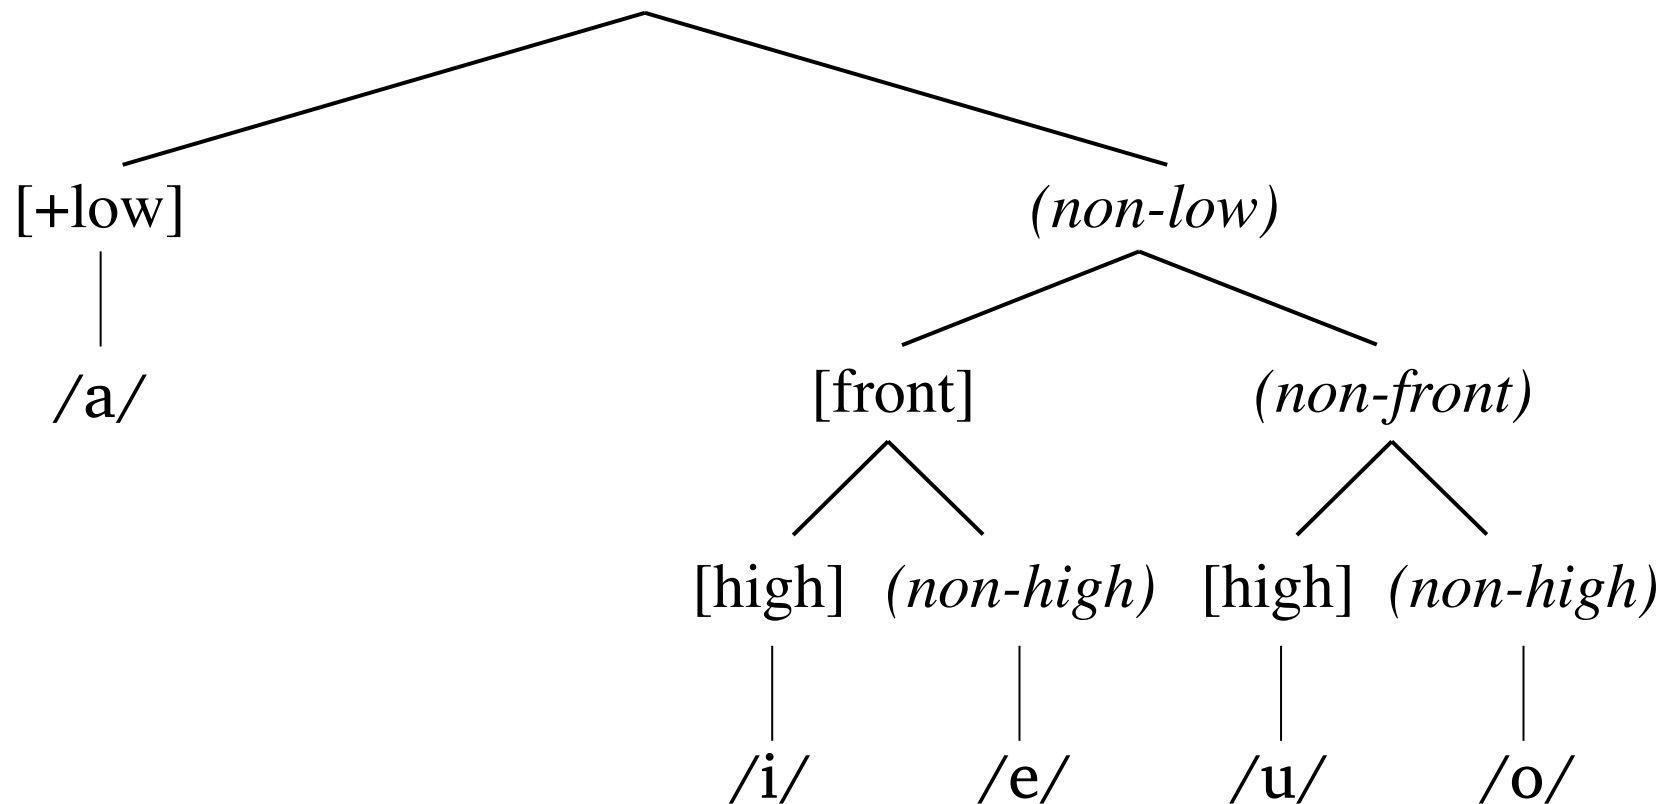 [+low] (non-low)
/a/ [front] (non-front)
[high] (non-high) [high] (non-high)
/i/ /e/ /u/ /o/